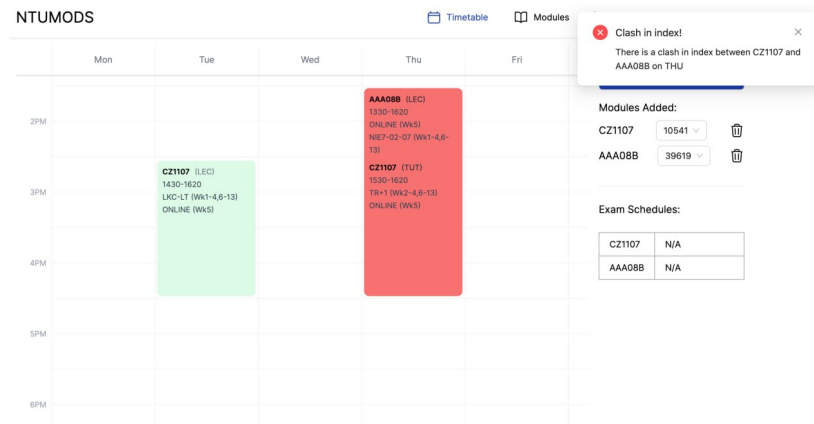 NTUMODS
Timetable
Modules
Clash in index!
There is a clash in index between CZ1107 and
AAA08B on THU
Mon Tue Wed Thu Fri
2PM
3PM
4PM
5PM
6PM
CZ1107 (LEC)
1430-1620
LKC-LT (Wk1-4,6-13)
ONLINE (Wk5)
AAA08B (LEC)
1330-1620
ONLINE (Wk5)
NIE7-02-07 (Wk1-4,6-
13)
CZ1107 (TUT)
1530-1620
TR+1 (Wk2-4,6-13)
ONLINE (Wk5)
Modules Added:
CZ1107 10541
AAA08B 39619
Exam Schedules:
CZ1107 N/A
AAA08B N/A